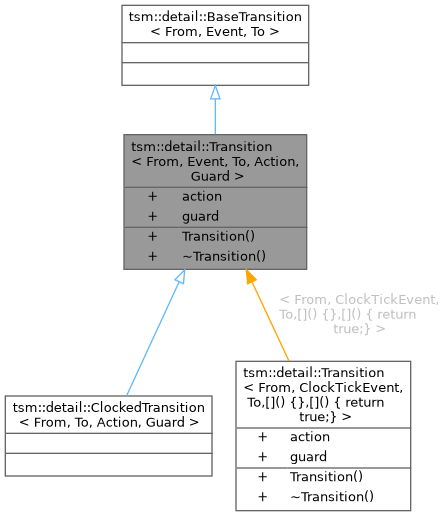 tsm::detail::BaseTransition
< From, Event, To >
tsm::detail::Transition
< From, Event, To, Action,
Guard >
+ action
+ guard
+ Transition()
+ ~Transition()
< From, ClockTickEvent,
To,[]() {},[]() { return
true;} >
tsm::detail::ClockedTransition
< From, To, Action, Guard >
tsm::detail::Transition
< From, ClockTickEvent,
To,[]() {},[]() { return
true;} >
+ action
+ guard
+ Transition()
+ ~Transition()